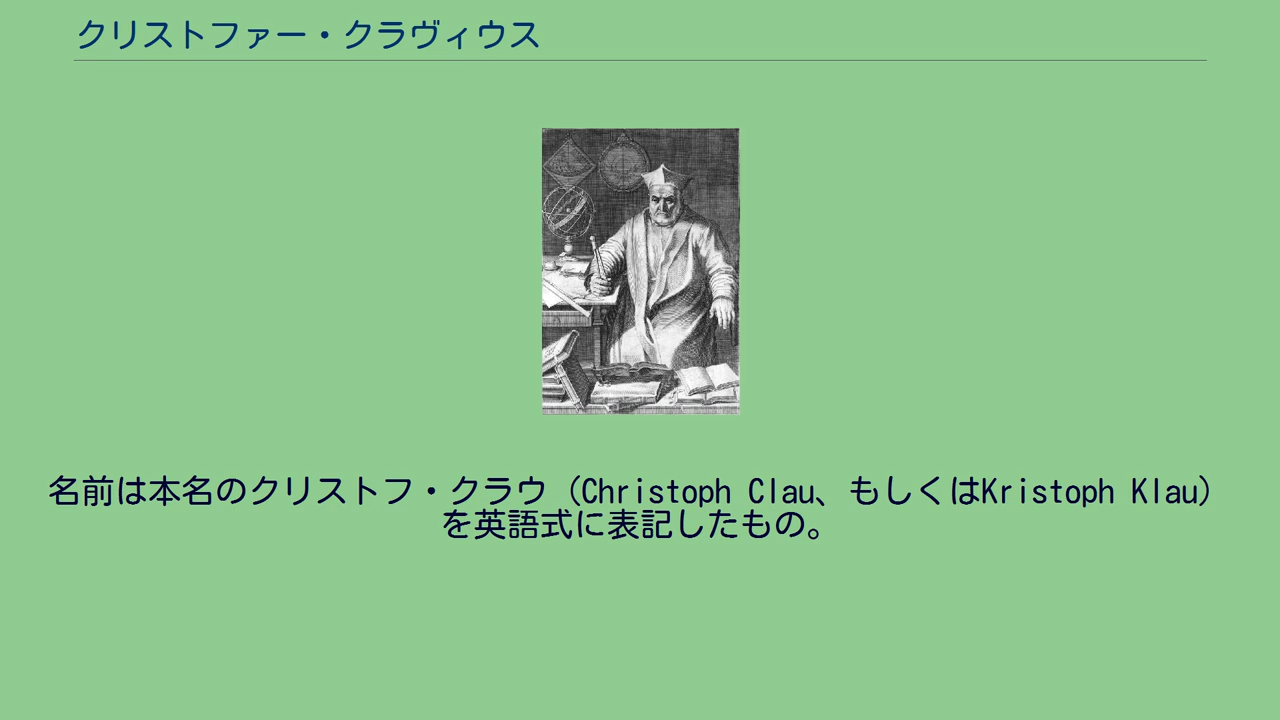 クリストファー・クラヴィウス
名前は本名のクリストフ・クラウ（Christoph Clau、もしくはKristoph Klau）
を英語式に表記したもの。